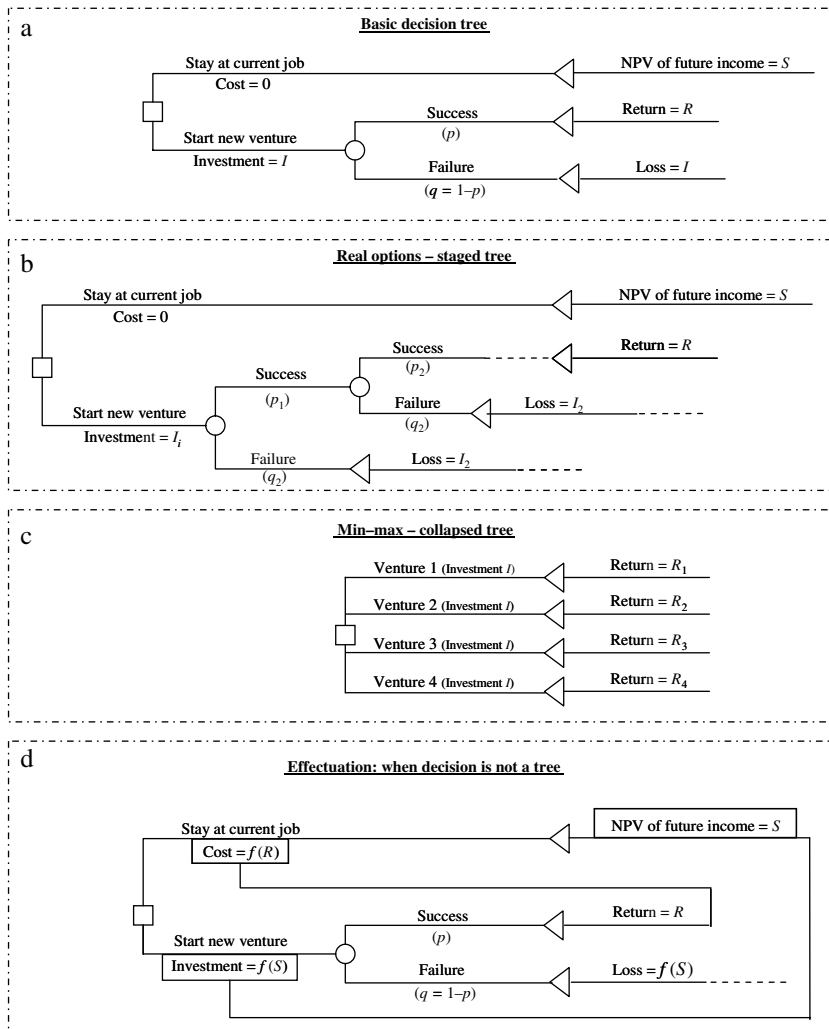 a
Basic decision tree
Stay at current job
Cost = 0
NPV of future income = S
Success
(p)
Return = R
Start new venture
Investment = I
Failure
(q = 1–p)
Loss = I
b
Real options – staged tree
Stay at current job
Cost = 0
NPV of future income = S
Success
(p2)
Return = R
Success
(p1)
Failure
(q2)
Loss = I2
Start new venture
Investment = Ii
Failure
(q2)
Loss = I2
c
Min–max – collapsed tree
Venture 1 (Investment I)
Return = R1
Venture 2 (Investment I)
Return = R2
Venture 3 (Investment I)
Return = R3
Venture 4 (Investment I)
Return = R4
d
Effectuation: when decision is not a tree
Stay at current job
Cost = f(R)
NPV of future income = S
Success
(p)
Return = R
Start new venture
Investment = f(S)
Failure
(q = 1–p)
Loss = f(S)